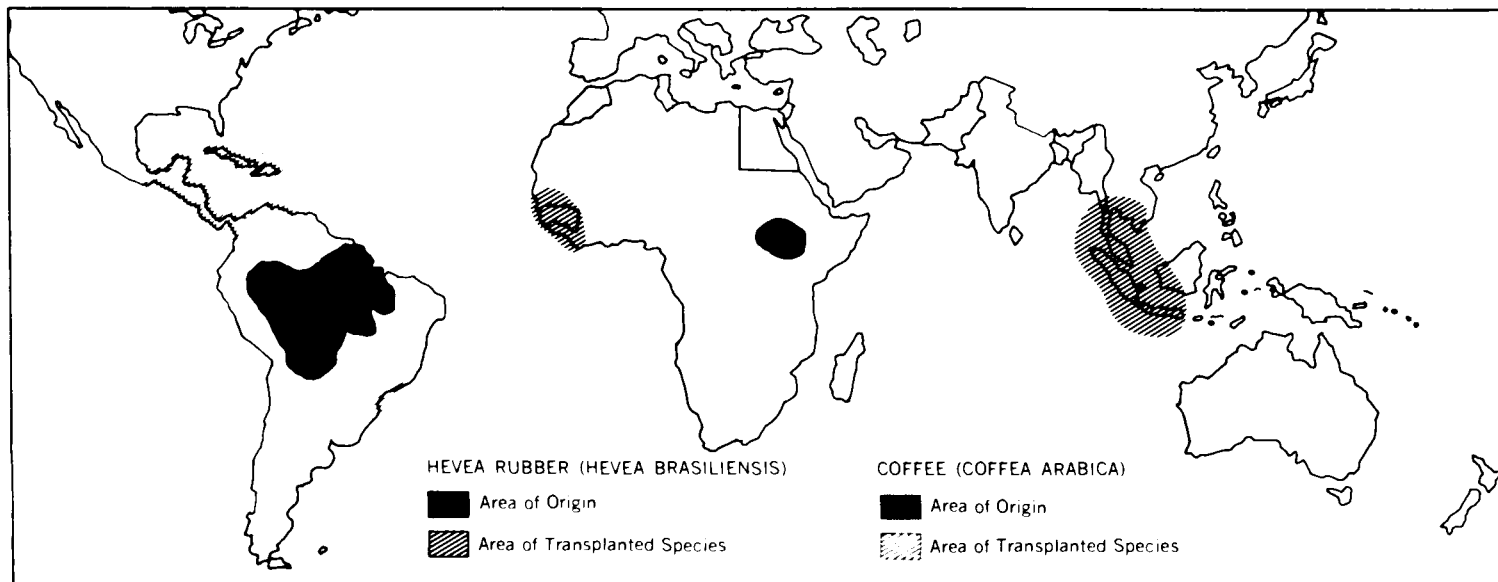 HEVEA RUBBER (HEVEA BRASILIENSIS)
Area of Origin
Area of Transplanted Species
COFFEE (COFFEA ARABICA)
Area of Origin
Area of Transplanted Species